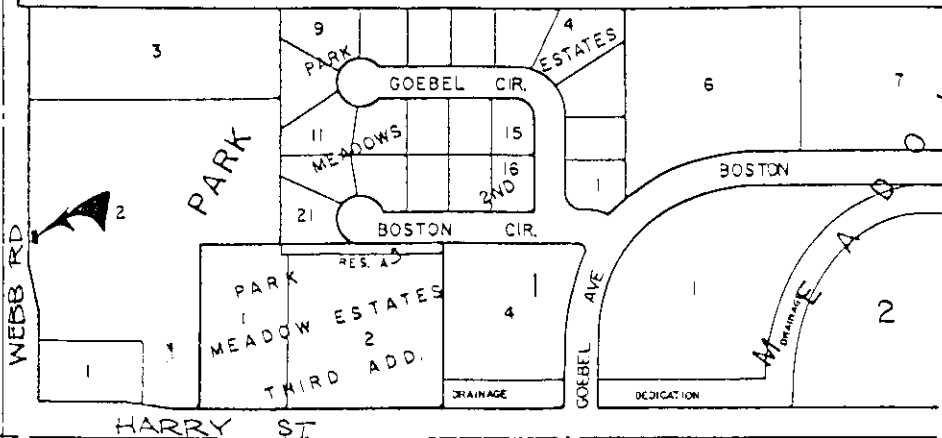 3
9
PARK
4
ESTATES
6
7
GOEBEL CIR.
PARK
11
MEADOWS
15
16
2ND
1
BOSTON
2
21
BOSTON CIR.
WEBB RD
RES. A
3
PARK
1
MEADOW ESTATES
2
THIRD ADD.
1
4
GOEBEL AVE
1
DRAINAGE
MEADO
2
1
DRAINAGE
DEDICATION
HARRY ST